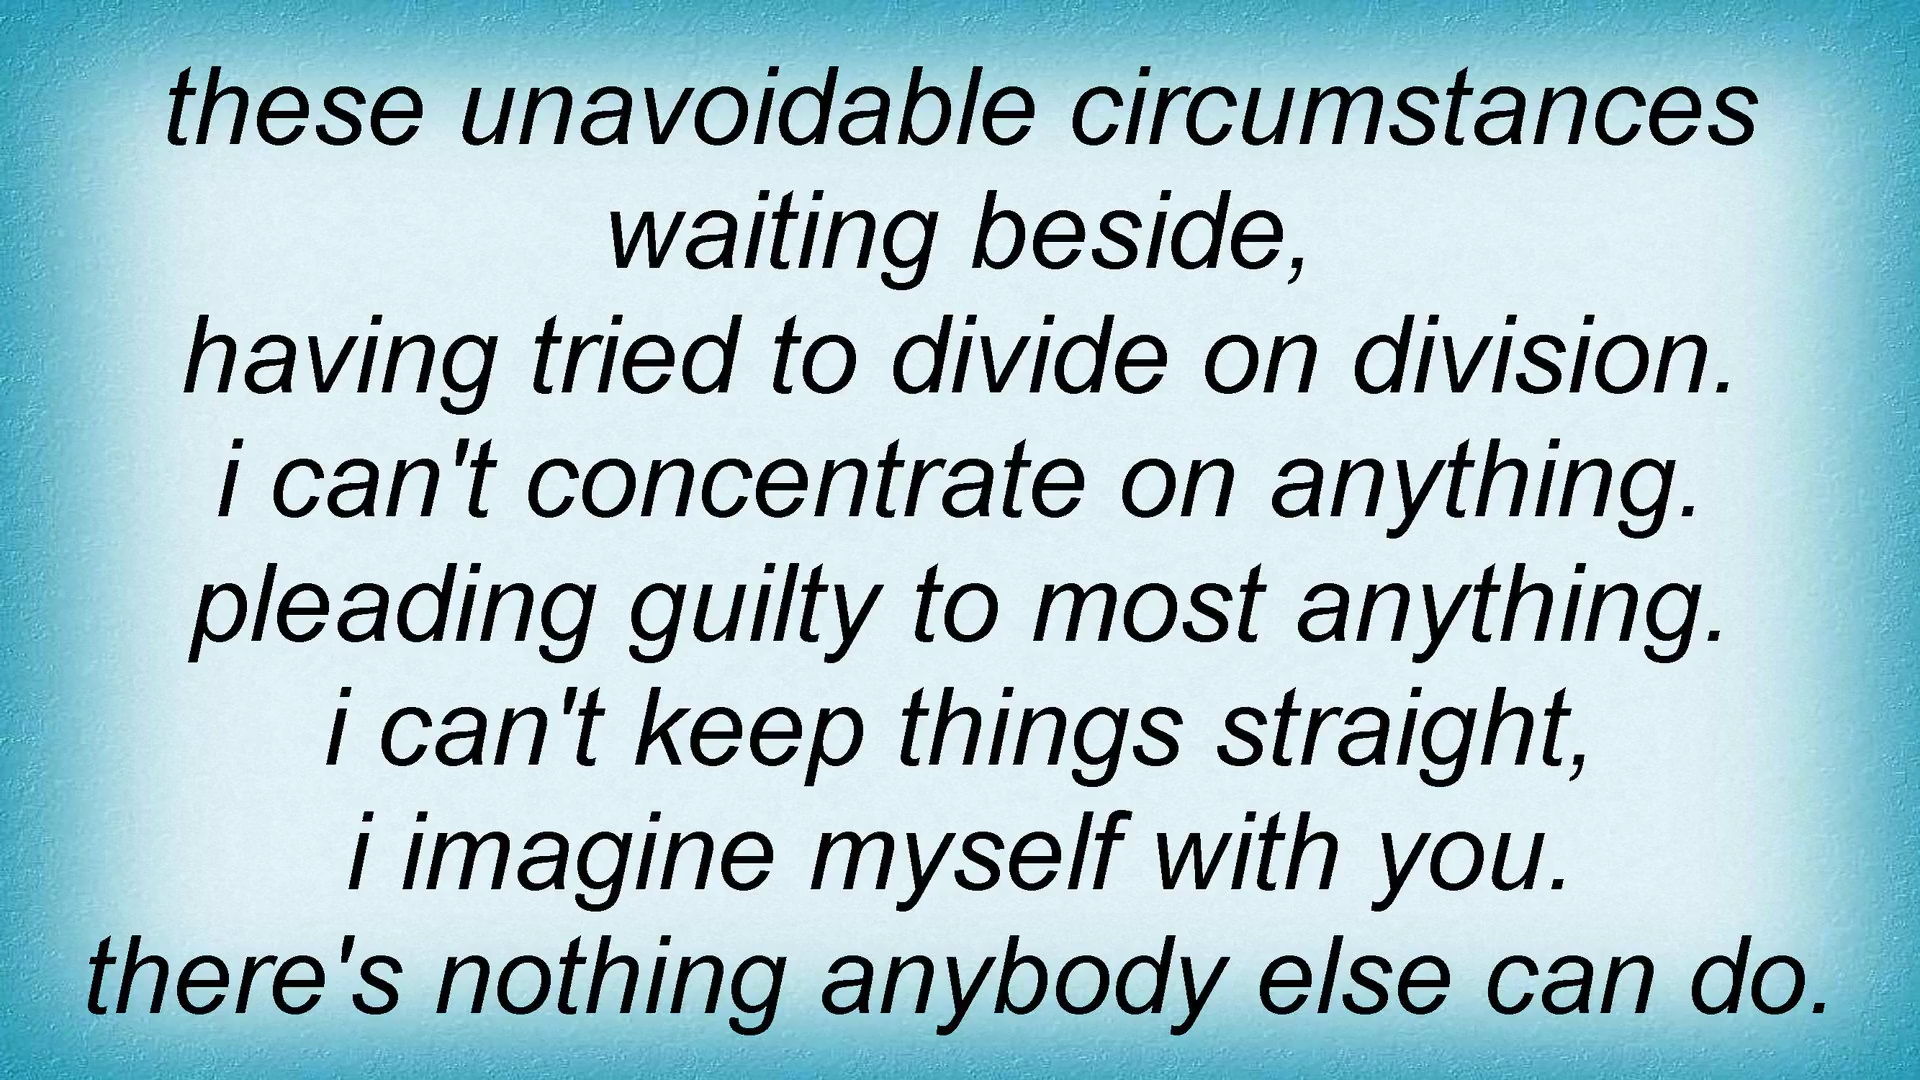 these unavoidable circumstances
waiting beside,
having tried to divide on division.
i can't concentrate on anything.
pleading guilty to most anything.
i can't keep things straight,
i imagine myself with you.
there's nothing anybody else can do.